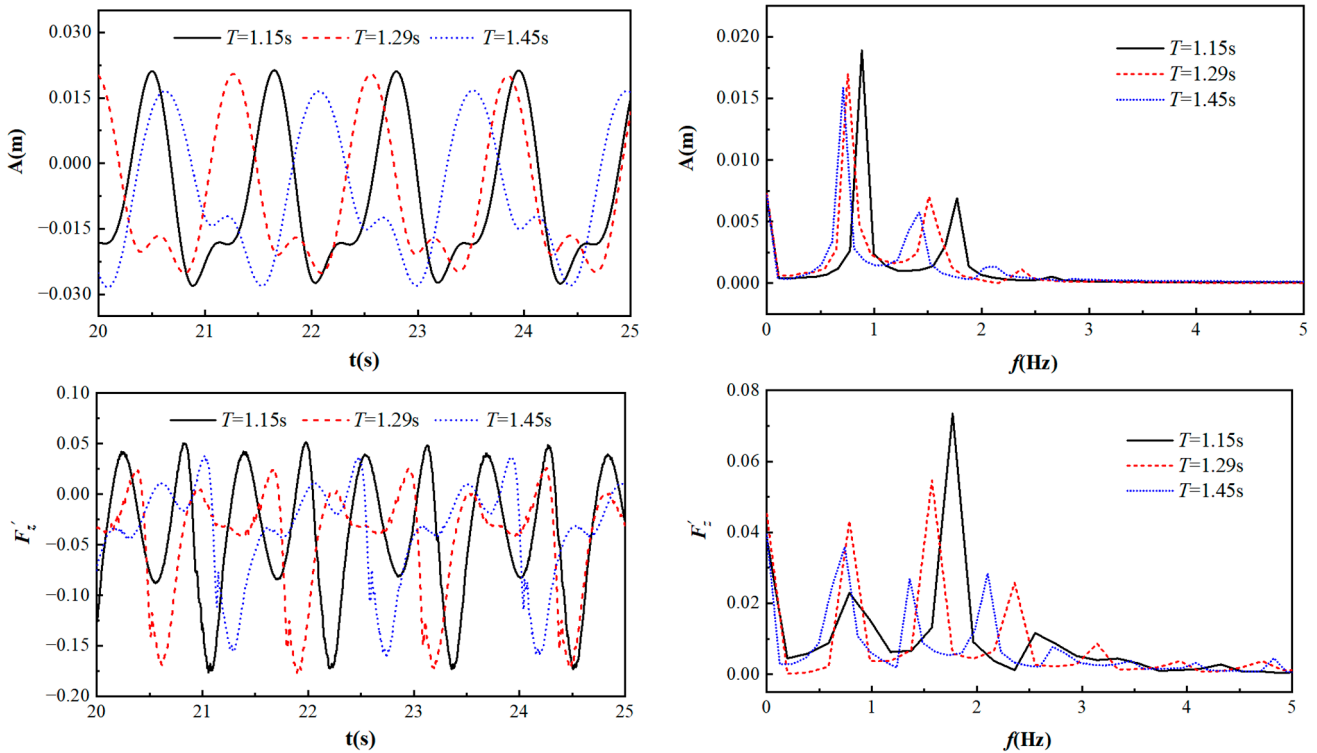 0.030
0.015
0.000
−0.015
−0.030
A(m)
T=1.15s T=1.29s T=1.45s
20 21 22 23 24 25
t(s)
0.020
0.015
0.010
0.005
0.000
A(m)
T=1.15s
T=1.29s
T=1.45s
0 1 2 3 4 5
f(Hz)
0.10
0.05
0.00
−0.05
−0.10
−0.15
−0.20
Fz′
T=1.15s T=1.29s T=1.45s
20 21 22 23 24 25
t(s)
0.08
0.06
0.04
0.02
0.00
Fz′
T=1.15s
T=1.29s
T=1.45s
0 1 2 3 4 5
f(Hz)